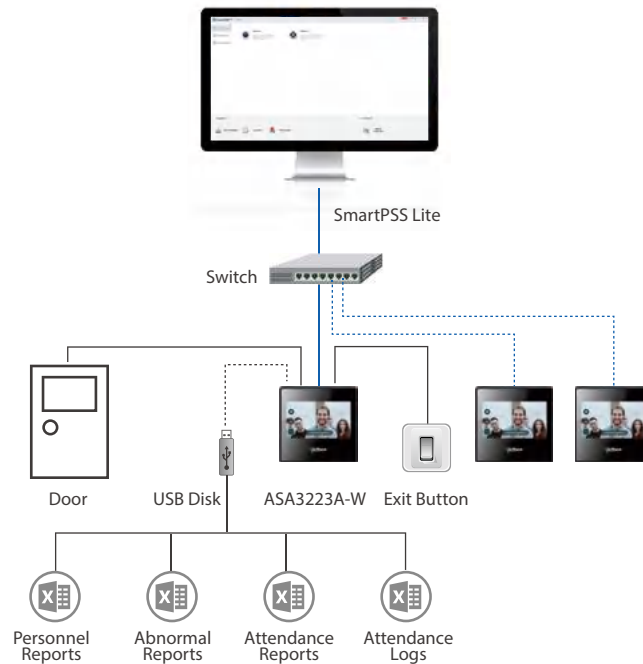 SmartPSS Lite
Switch
Door
USB Disk
ASA3223A-W
Exit Button
Personnel
Reports
Abnormal
Reports
Attendance
Reports
Attendance
Logs